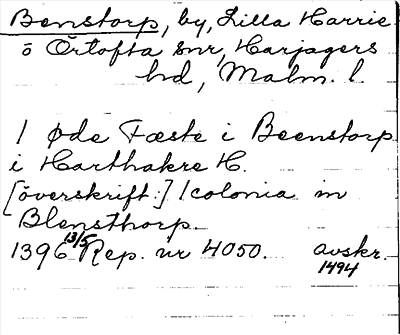 Benstorp, by, Lilla Harrie
o Örtofta snr, Harjagers
hd, Malm. l.
1 øde Fæste i Beenstorp
i Harthakre H.
[överskrift:] 1 colonia in
Blensthorp
1396 13/5 Rep. nr 4050. avskr.
1494